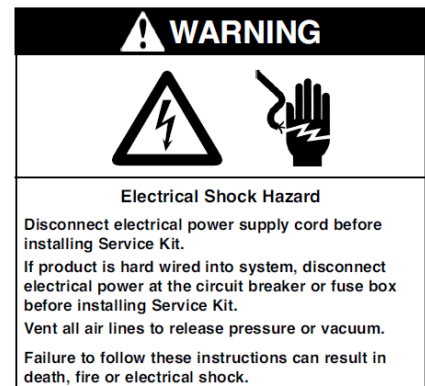 WARNING
Electrical Shock Hazard
Disconnect electrical power supply cord before
installing Service Kit.
If product is hard wired into system, disconnect
electrical power at the circuit breaker or fuse box
before installing Service Kit.
Vent all air lines to release pressure or vacuum.
Failure to follow these instructions can result in
death, fire or electrical shock.